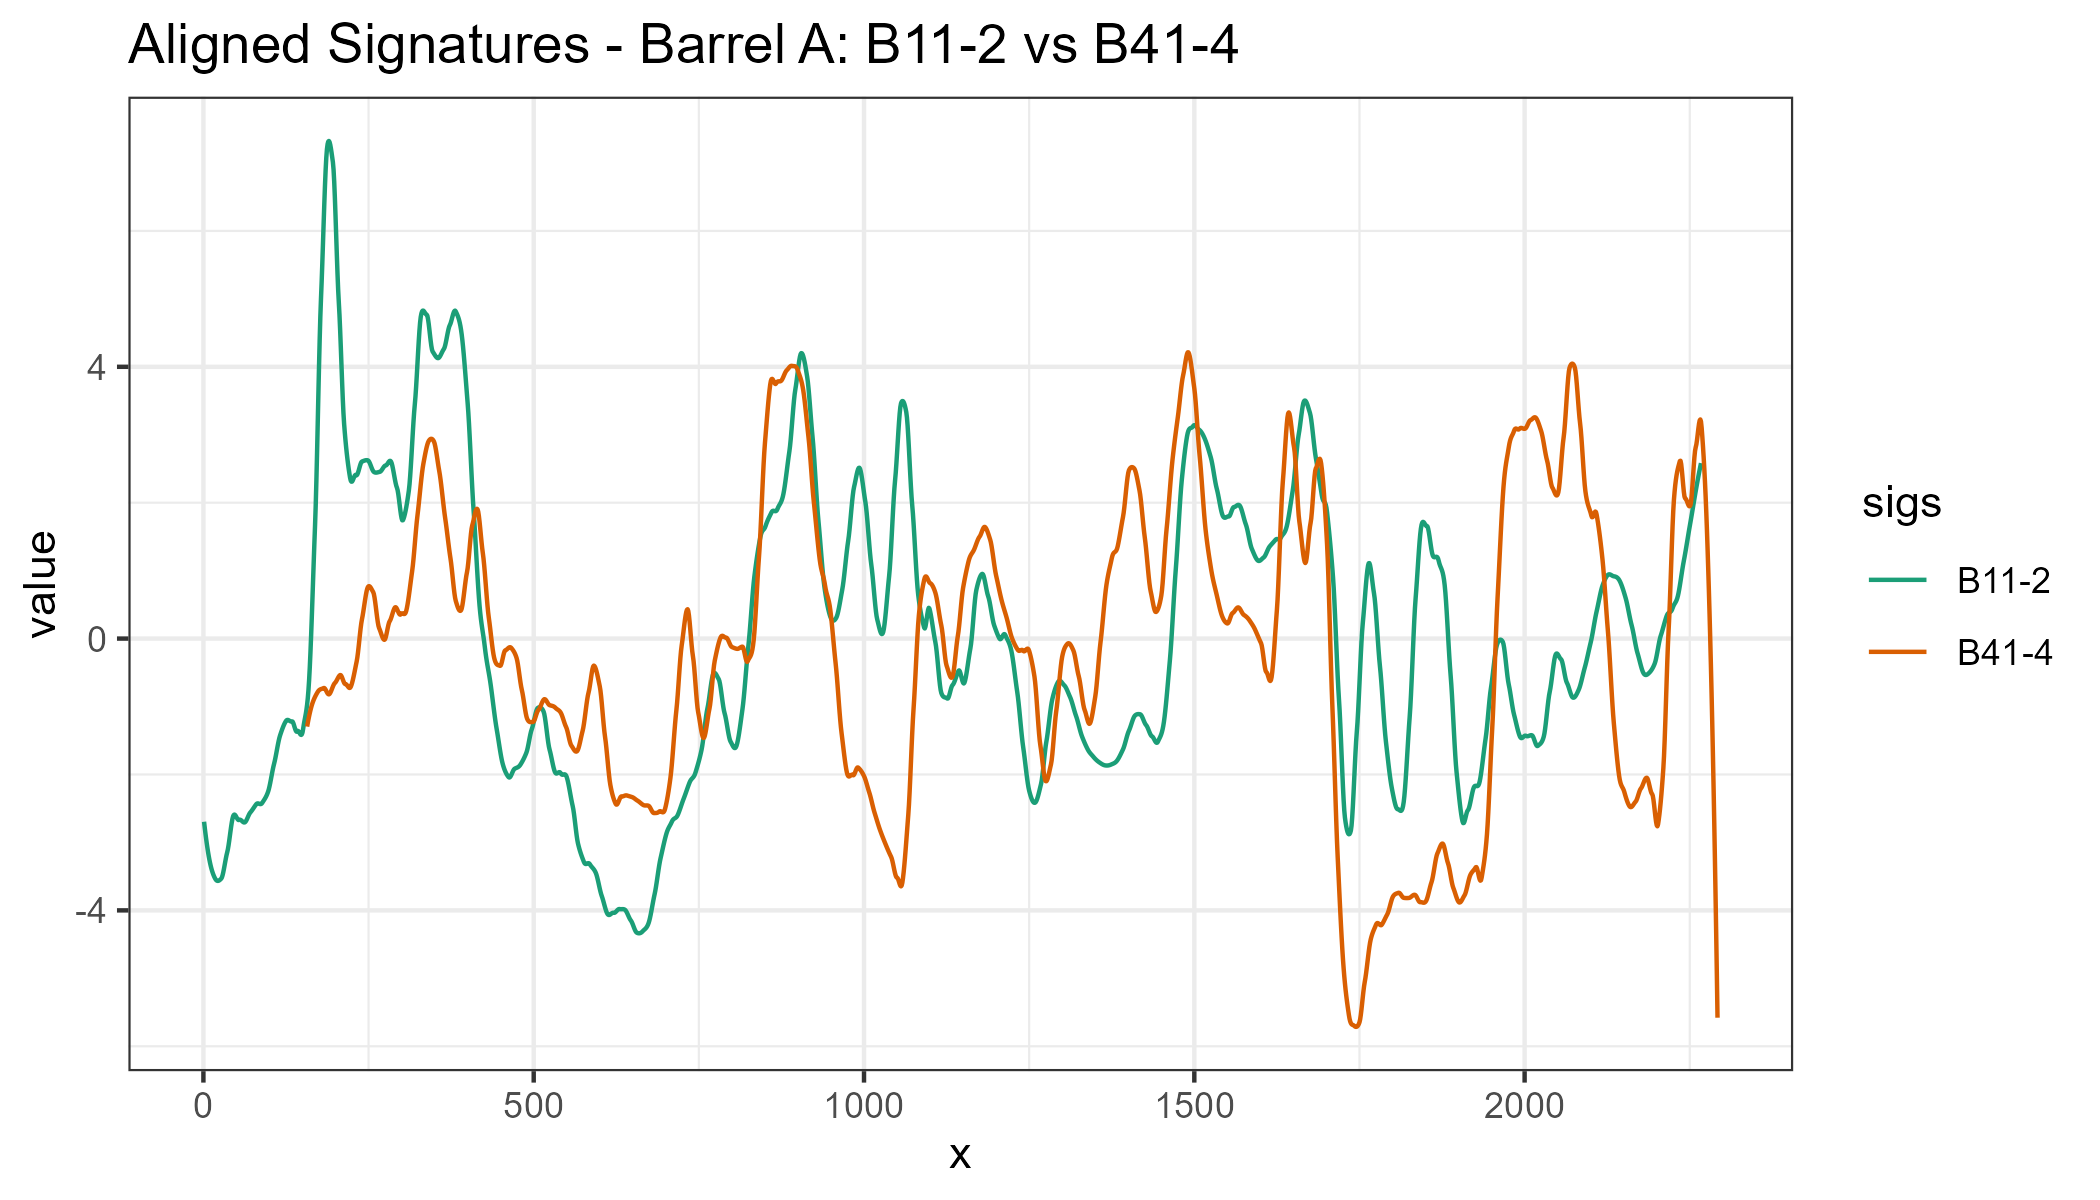 Aligned Signatures - Barrel A: B11-2 vs B41-4
value
4
0
-4
0 500 1000 1500 2000
x
sigs
B11-2
B41-4